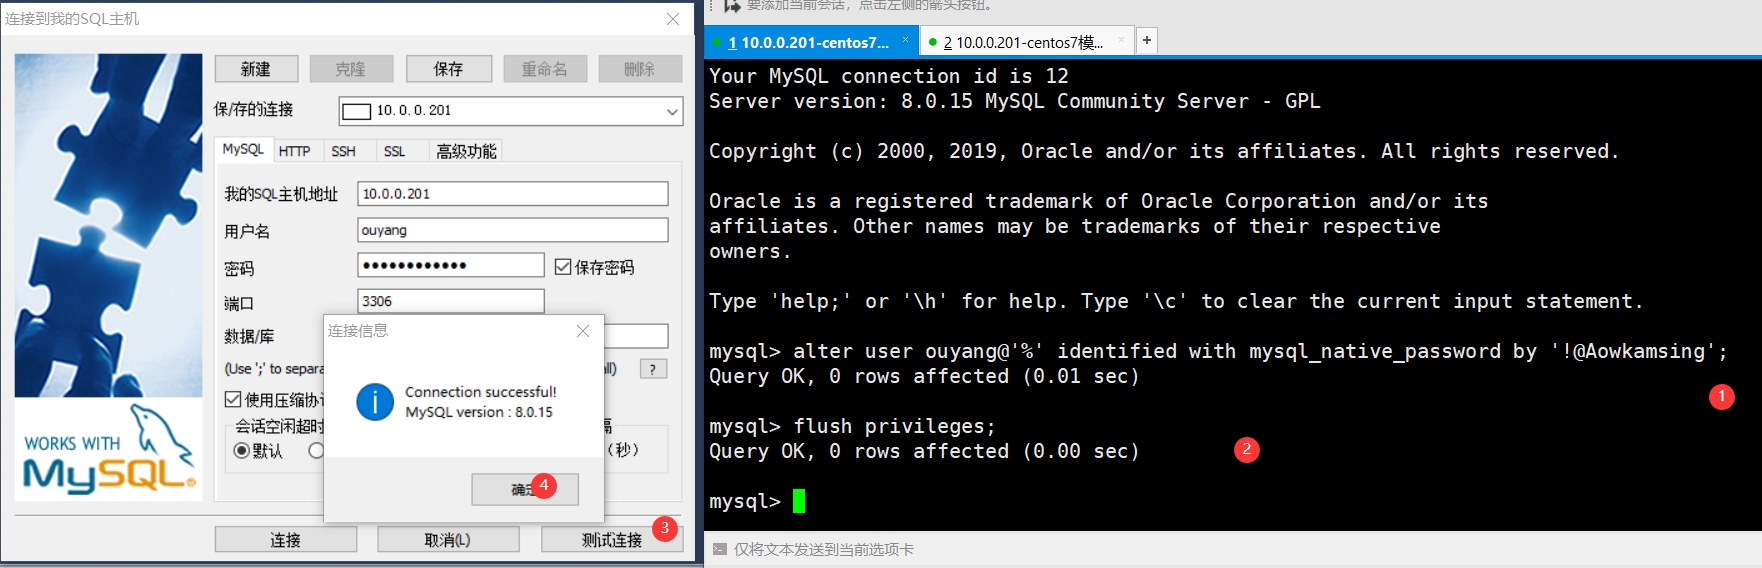 连接到我的SQL主机
新建
克隆
保存
重命名
删除
保/存的连接
10.0.0.201
MySQL
HTTP
SSH
SSL
高级功能
我的SQL主机地址
10.0.0.201
用户名
ouyang
密码
●●●●●●●●●●●●
保存密码
端口
3306
数据/库
(Use ';' to separa
all)
?
使用压缩协
会话空闲超时
隔
默认
(秒)
连接信息
Connection successful!
MySQL version : 8.0.15
确定
4
WORKS WITH
MySQL
3
连接
取消(L)
测试连接
要添加当前会话，点击左侧的箭头按钮。
1 10.0.0.201-centos7...
2 10.0.0.201-centos7模...
+
Your MySQL connection id is 12
Server version: 8.0.15 MySQL Community Server - GPL
Copyright (c) 2000, 2019, Oracle and/or its affiliates. All rights reserved.
Oracle is a registered trademark of Oracle Corporation and/or its
affiliates. Other names may be trademarks of their respective
owners.
Type 'help;' or '\h' for help. Type '\c' to clear the current input statement.
mysql> alter user ouyang@'%' identified with mysql_native_password by '!@Aowkamsing';
Query OK, 0 rows affected (0.01 sec)
1
mysql> flush privileges;
Query OK, 0 rows affected (0.00 sec)
2
mysql>
仅将文本发送到当前选项卡